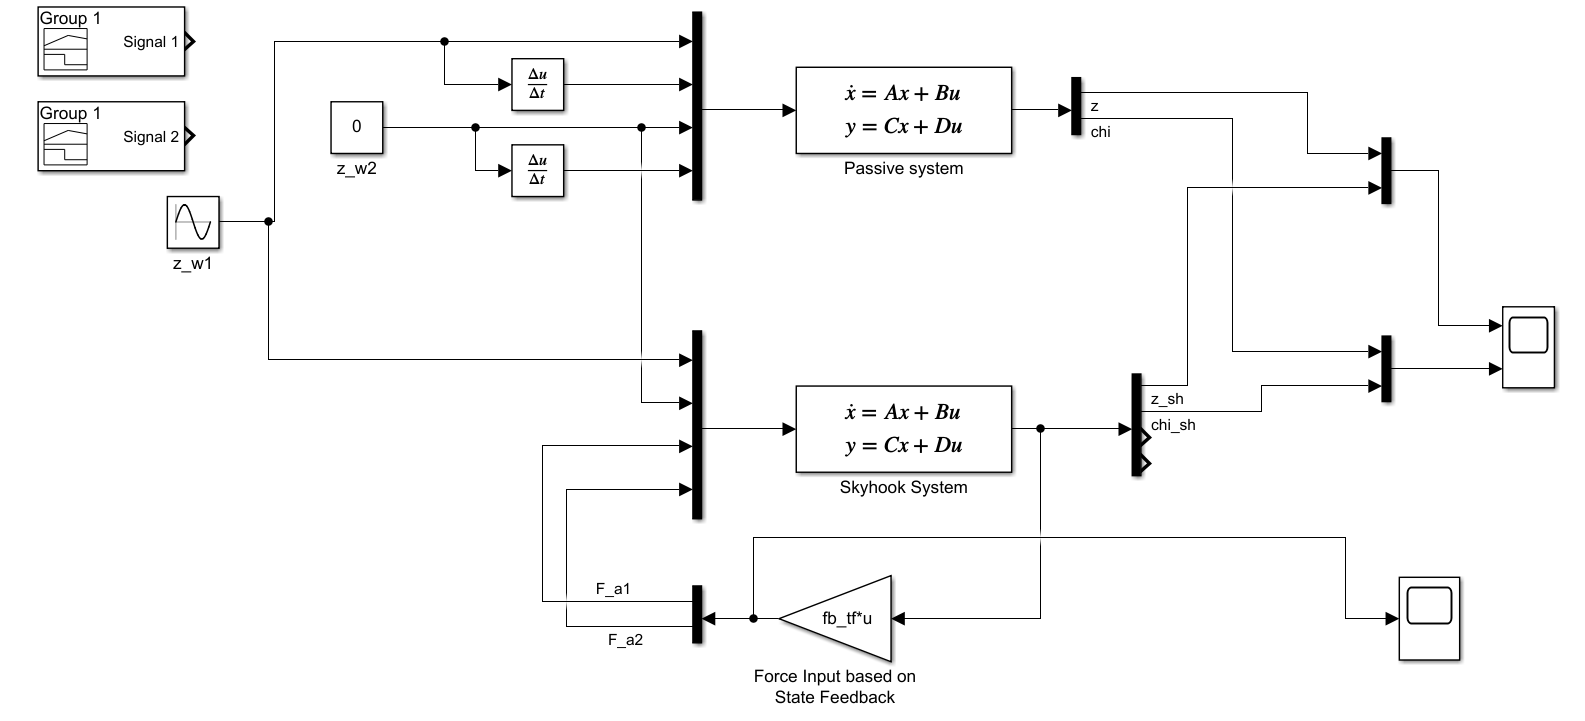 Group 1
Signal 1
Group 1
Signal 2
z_w1
0
z_w2
Δu
Δt
Δu
Δt
ẋ = Ax + Bu
y = Cx + Du
Passive system
z
chi
ẋ = Ax + Bu
y = Cx + Du
Skyhook System
z_sh
chi_sh
F_a1
F_a2
fb_tf*u
Force Input based on
State Feedback